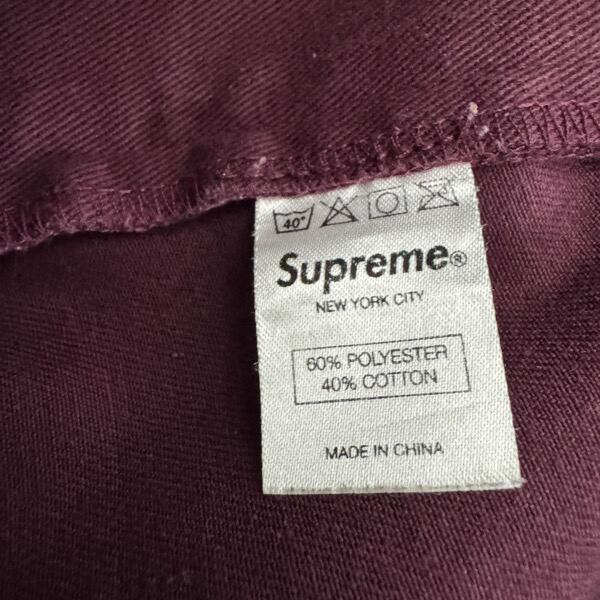 40°
Supreme®
NEW YORK CITY
60% POLYESTER
40% COTTON
MADE IN CHINA